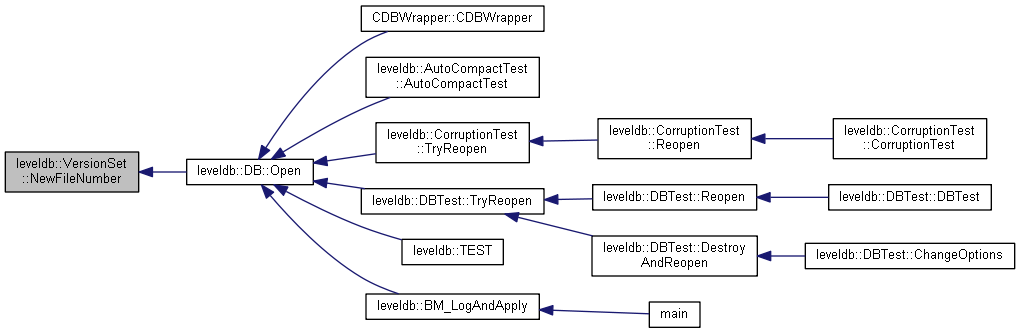 leveldb::VersionSet
::NewFileNumber
leveldb::DB::Open
CDBWrapper::CDBWrapper
leveldb::AutoCompactTest
::AutoCompactTest
leveldb::CorruptionTest
::TryReopen
leveldb::CorruptionTest
::Reopen
leveldb::CorruptionTest
::CorruptionTest
leveldb::DBTest::TryReopen
leveldb::DBTest::Reopen
leveldb::DBTest::DBTest
leveldb::DBTest::Destroy
AndReopen
leveldb::DBTest::ChangeOptions
leveldb::TEST
leveldb::BM_LogAndApply
main